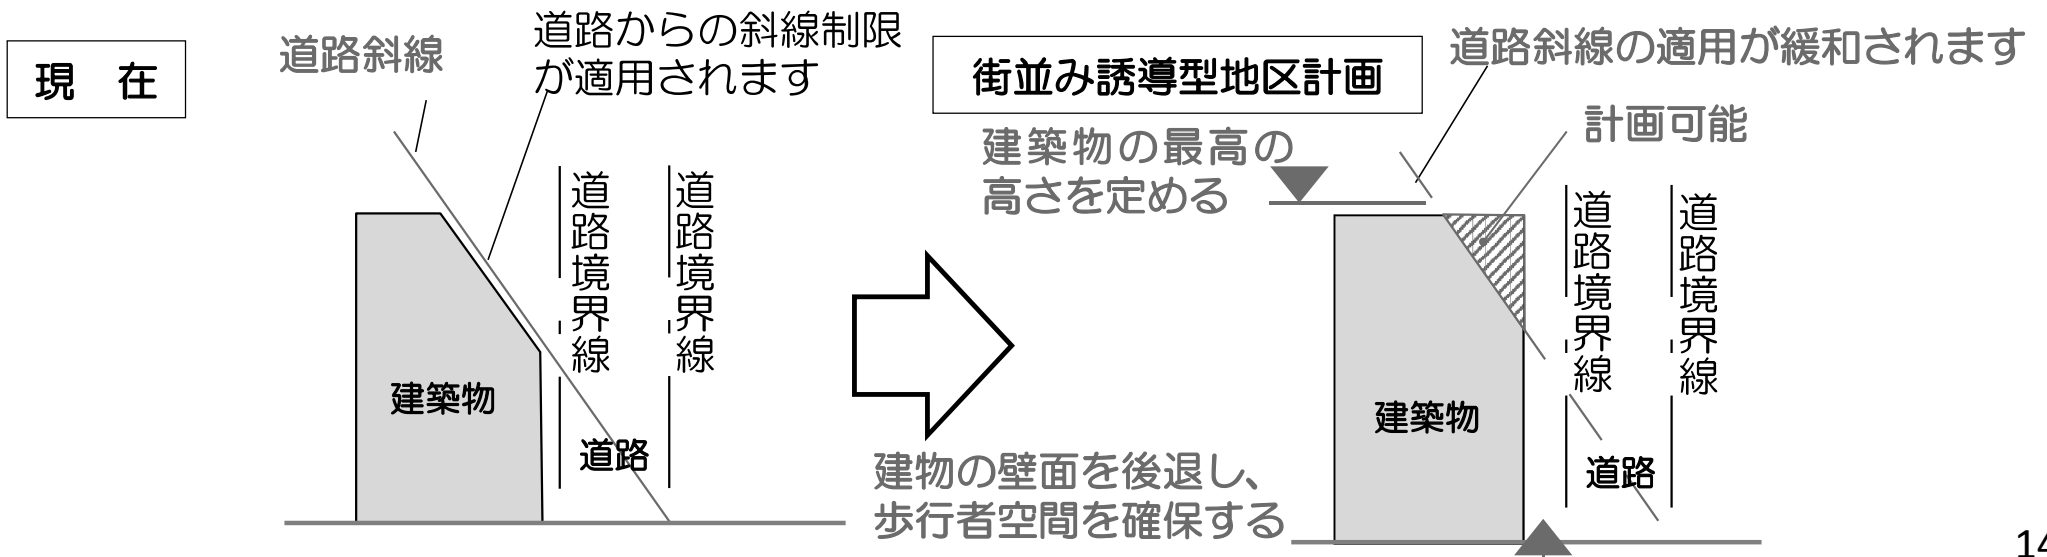 現　在
道路斜線
道路からの斜線制限
が適用されます
道路境界線
道路境界線
建築物
道路
街並み誘導型地区計画
道路斜線の適用が緩和されます
計画可能
建築物の最高の
高さを定める
道路境界線
道路境界線
建築物
道路
建物の壁面を後退し、
歩行者空間を確保する
14